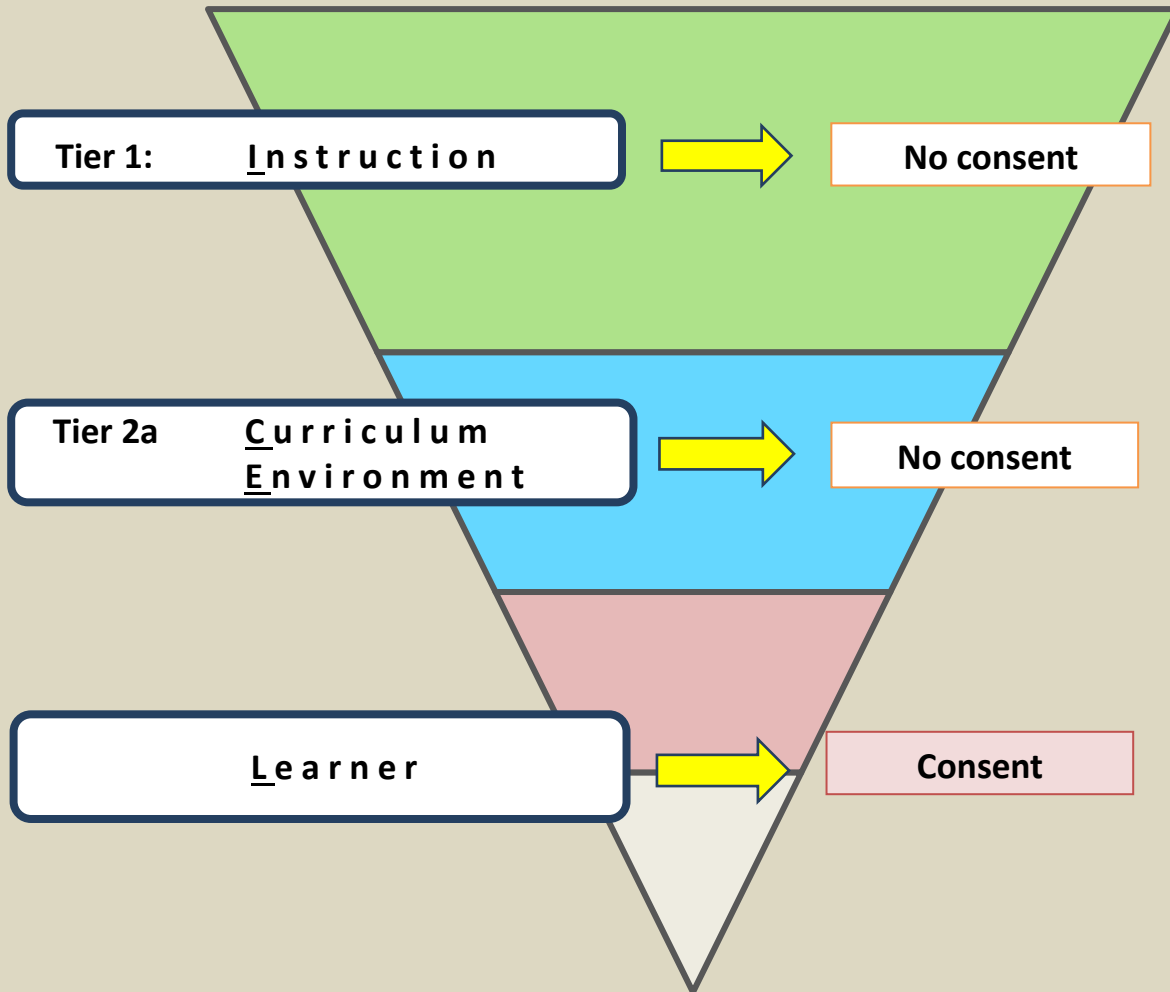 Tier 1: Instruction
No consent
Tier 2a Curriculum
Environment
No consent
Learner
Consent